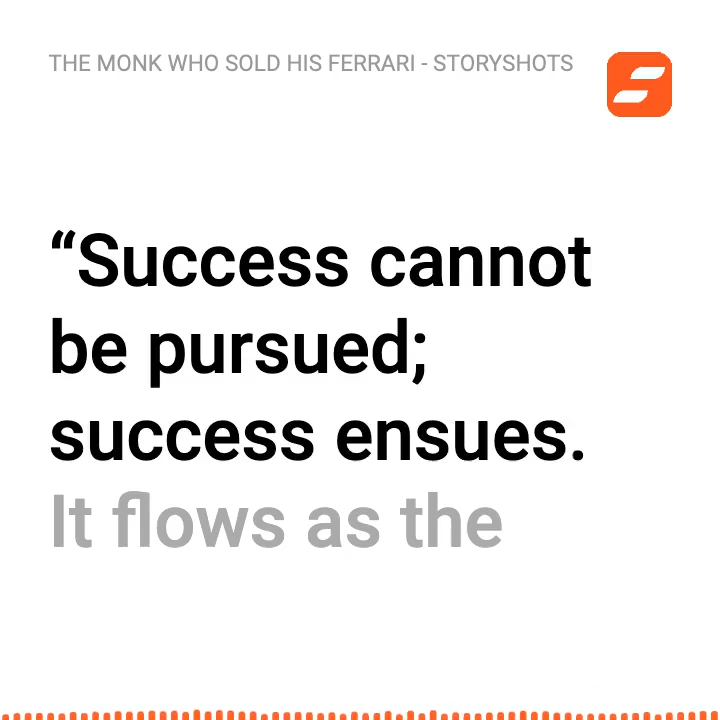 THE MONK WHO SOLD HIS FERRARI - STORYSHOTS
“Success cannot
be pursued;
success ensues.
It flows as the